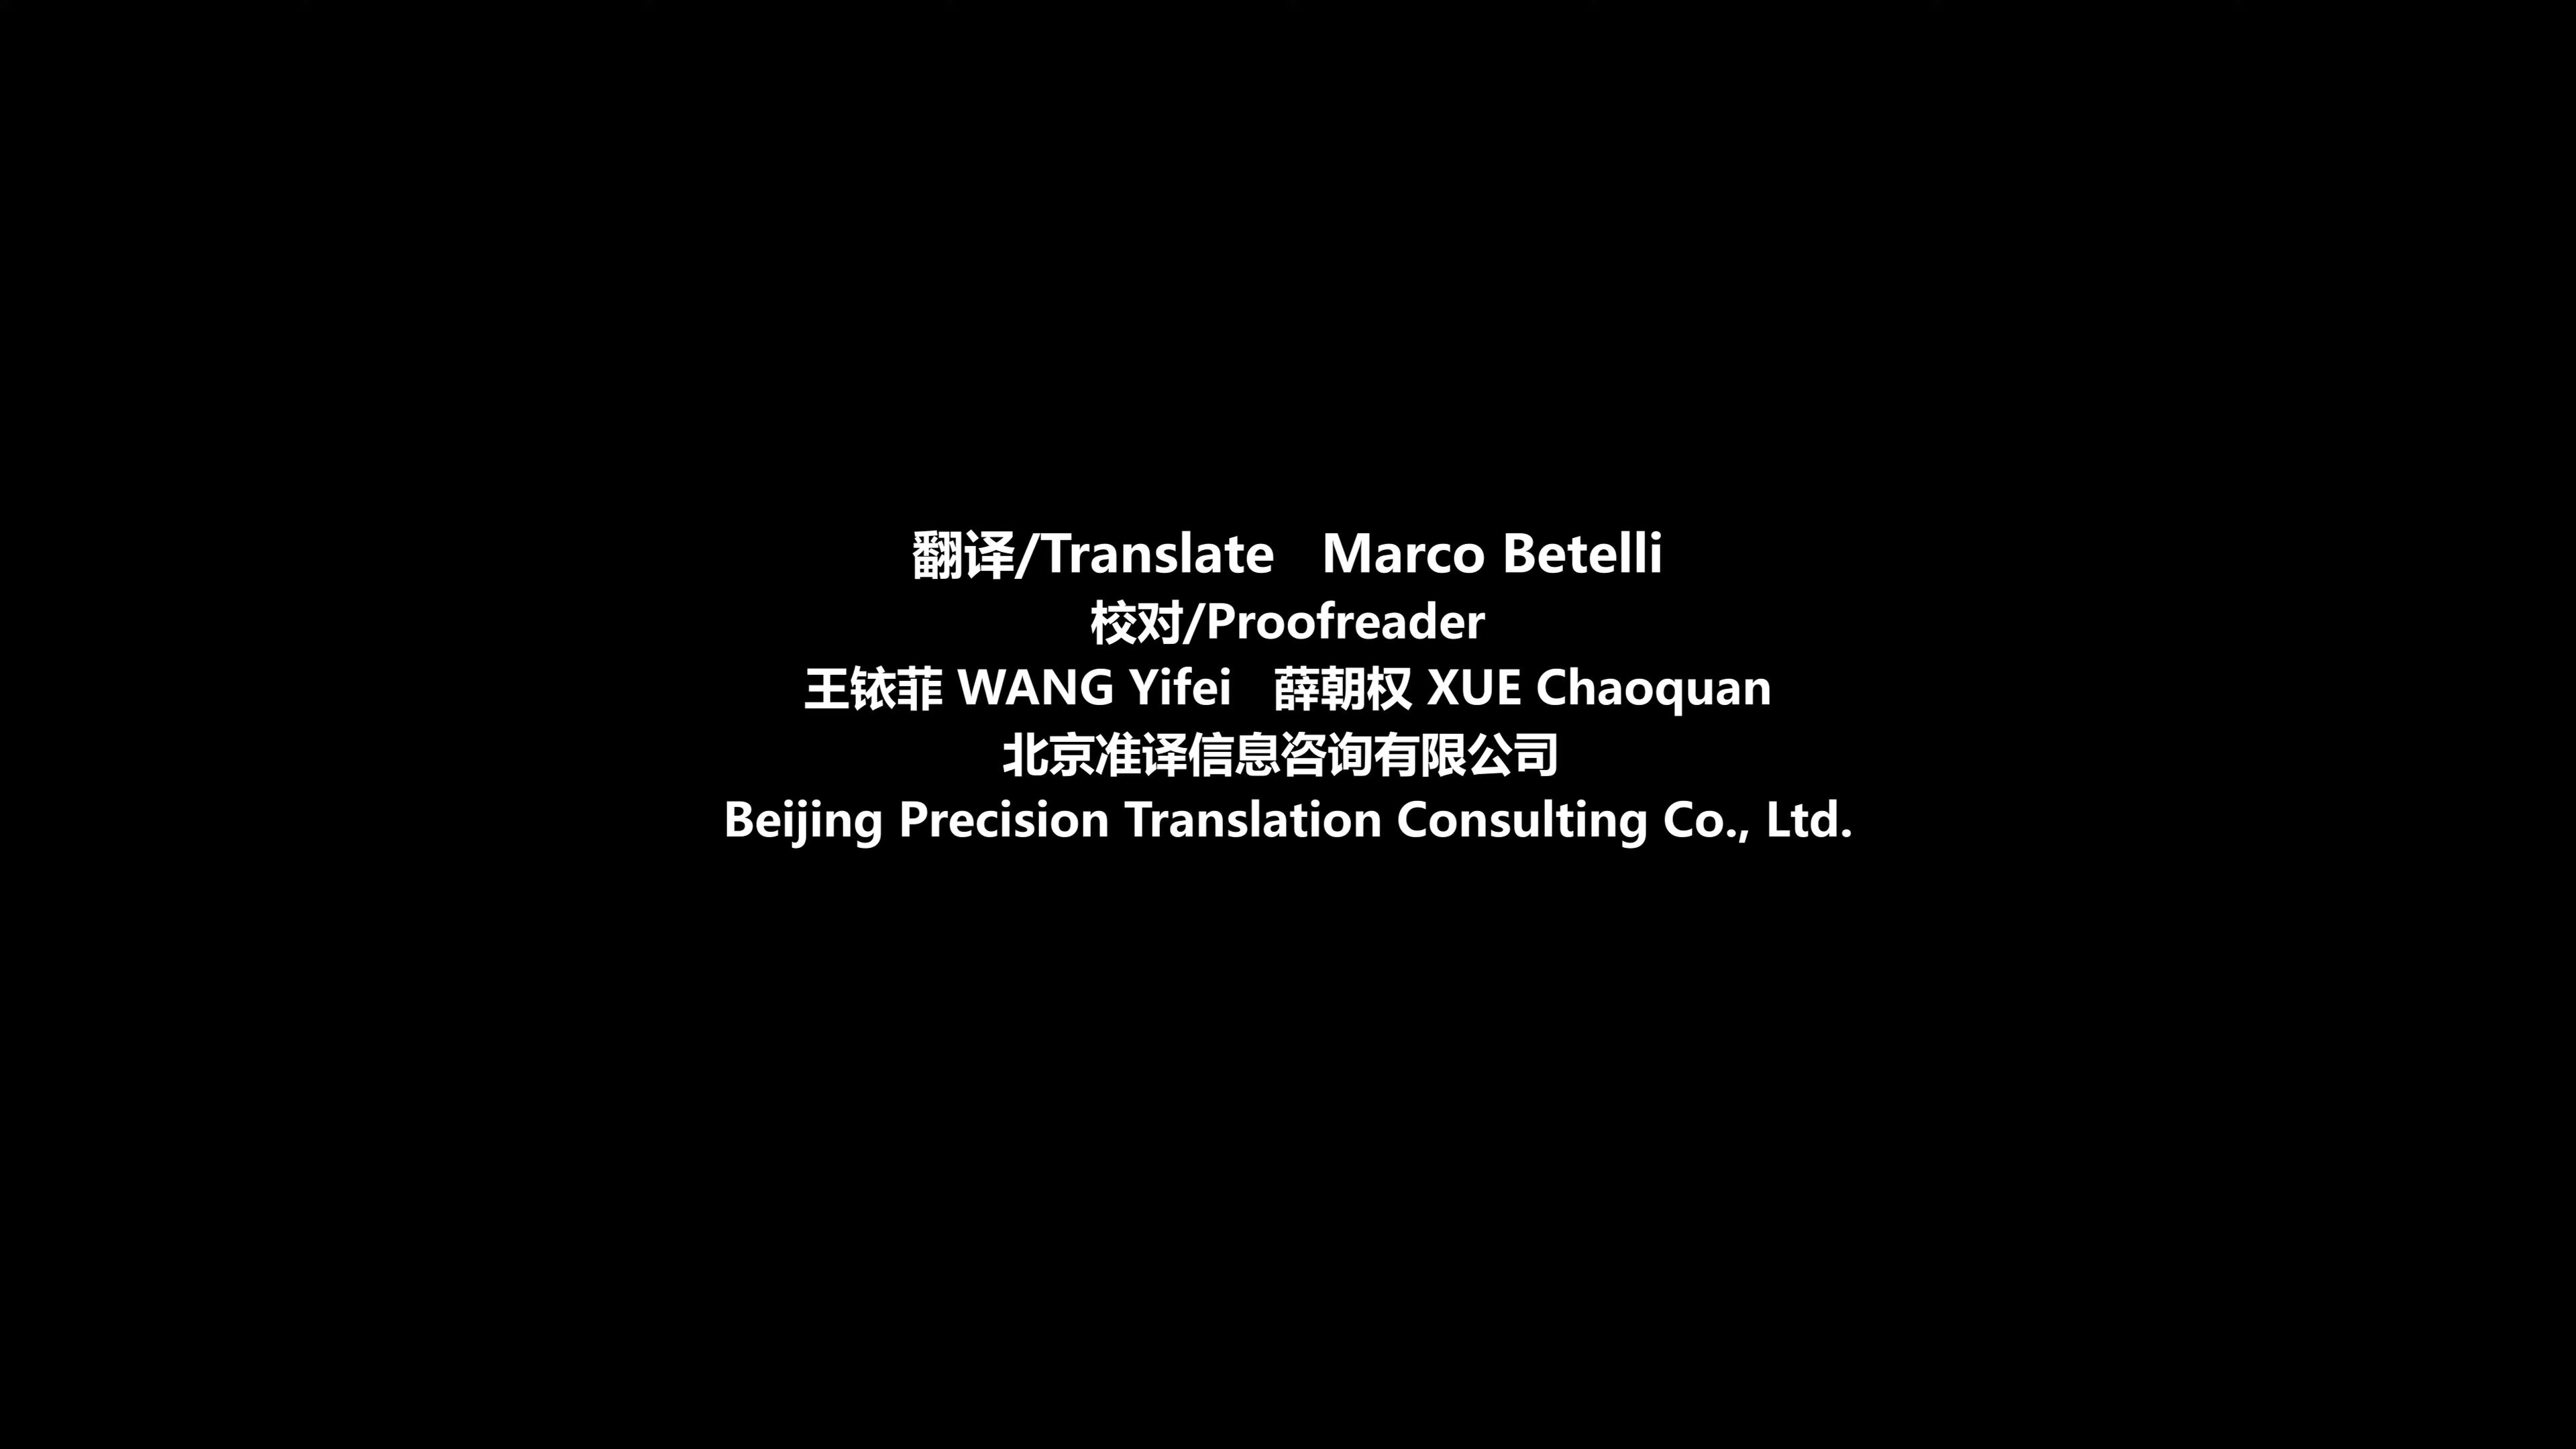 翻译/Translate   Marco Betelli
校对/Proofreader
王铱菲 WANG Yifei   薛朝权 XUE Chaoquan
北京准译信息咨询有限公司
Beijing Precision Translation Consulting Co., Ltd.